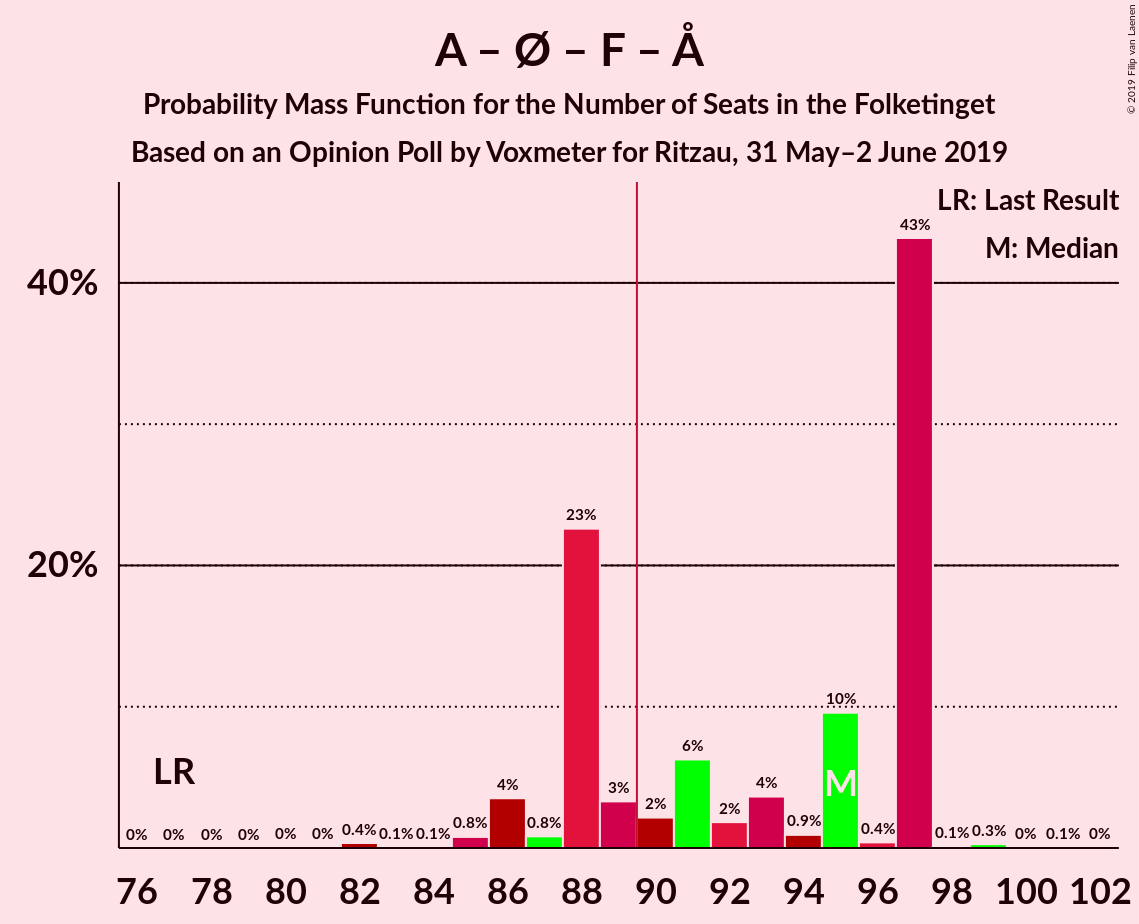 A – Ø – F – Å
Probability Mass Function for the Number of Seats in the Folketinget
Based on an Opinion Poll by Voxmeter for Ritzau, 31 May–2 June 2019
© 2019 Filip van Laenen
LR: Last Result
M: Median
40%
20%
LR
M
0% 0% 0% 0% 0% 0% 0.4% 0.1% 0.1% 0.8% 4% 0.8% 23% 3% 2% 6% 2% 4% 0.9% 10% 0.4% 43% 0.1% 0.3% 0% 0.1% 0%
76 78 80 82 84 86 88 90 92 94 96 98 100 102